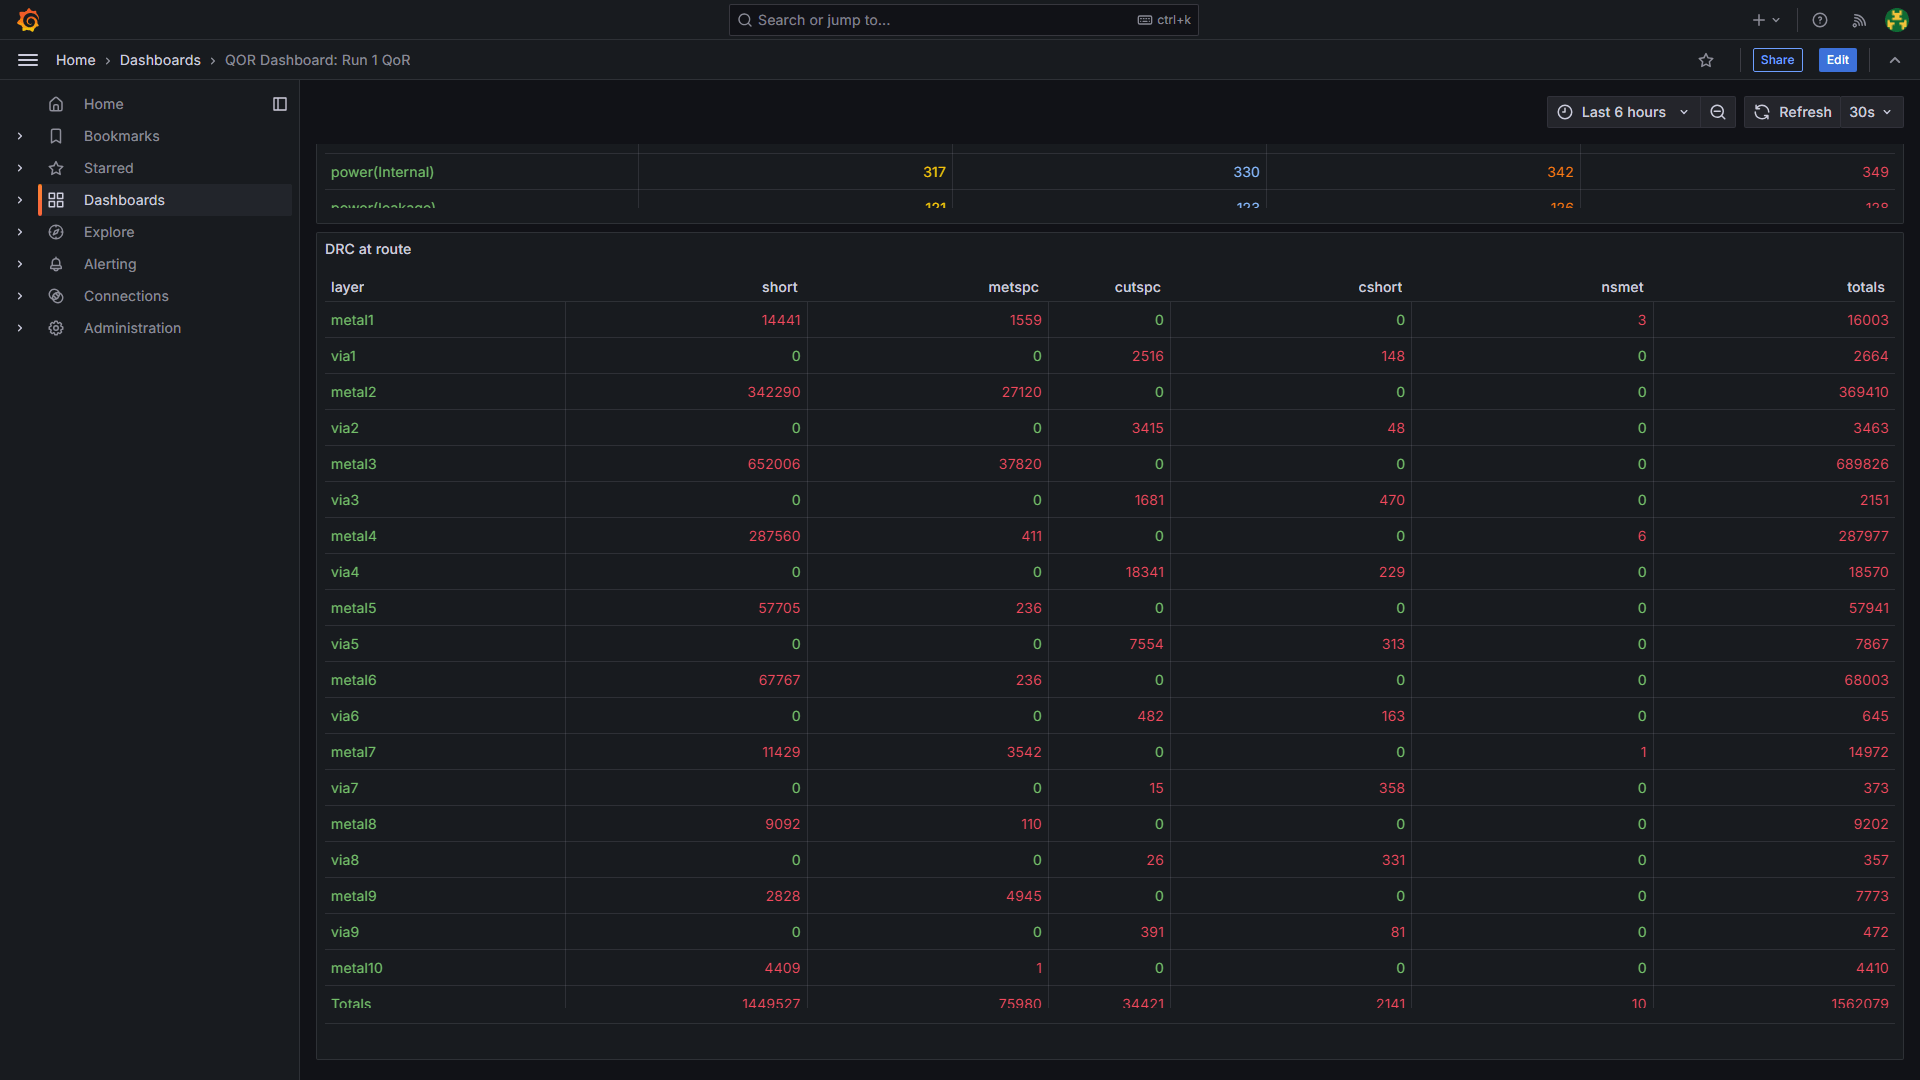 Search or jump to... ctrl+k
Home › Dashboards › QOR Dashboard: Run 1 QoR Share Edit
Home
Bookmarks
Starred
Dashboards
Explore
Alerting
Connections
Administration
Last 6 hours Refresh 30s
power(Internal) 317 330 342 349
power(leakage) 121 123 126 128
DRC at route
layer short metspc cutspc cshort nsmet totals
metal1 14441 1559 0 0 3 16003
via1 0 0 2516 148 0 2664
metal2 342290 27120 0 0 0 369410
via2 0 0 3415 48 0 3463
metal3 652006 37820 0 0 0 689826
via3 0 0 1681 470 0 2151
metal4 287560 411 0 0 6 287977
via4 0 0 18341 229 0 18570
metal5 57705 236 0 0 0 57941
via5 0 0 7554 313 0 7867
metal6 67767 236 0 0 0 68003
via6 0 0 482 163 0 645
metal7 11429 3542 0 0 1 14972
via7 0 0 15 358 0 373
metal8 9092 110 0 0 0 9202
via8 0 0 26 331 0 357
metal9 2828 4945 0 0 0 7773
via9 0 0 391 81 0 472
metal10 4409 1 0 0 0 4410
Totals 1449527 75980 34421 2141 10 1562079